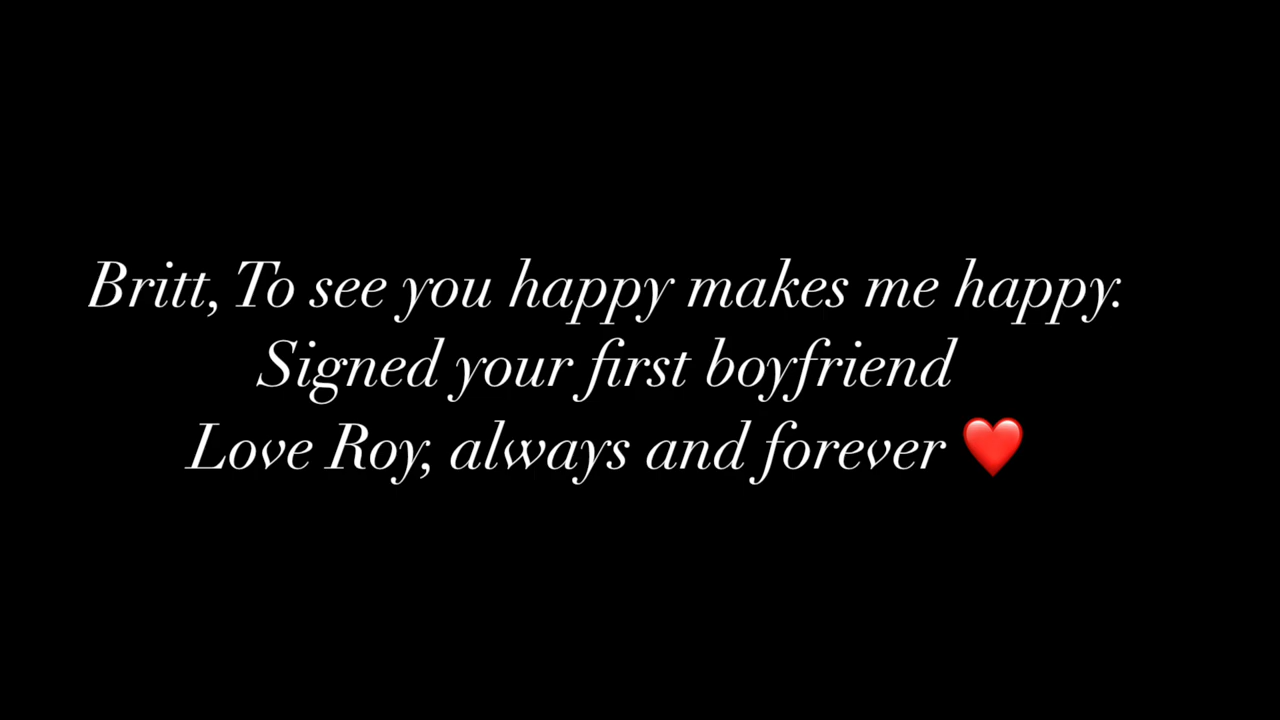 Britt, To see you happy makes me happy.
Signed your first boyfriend
Love Roy, always and forever ❤️